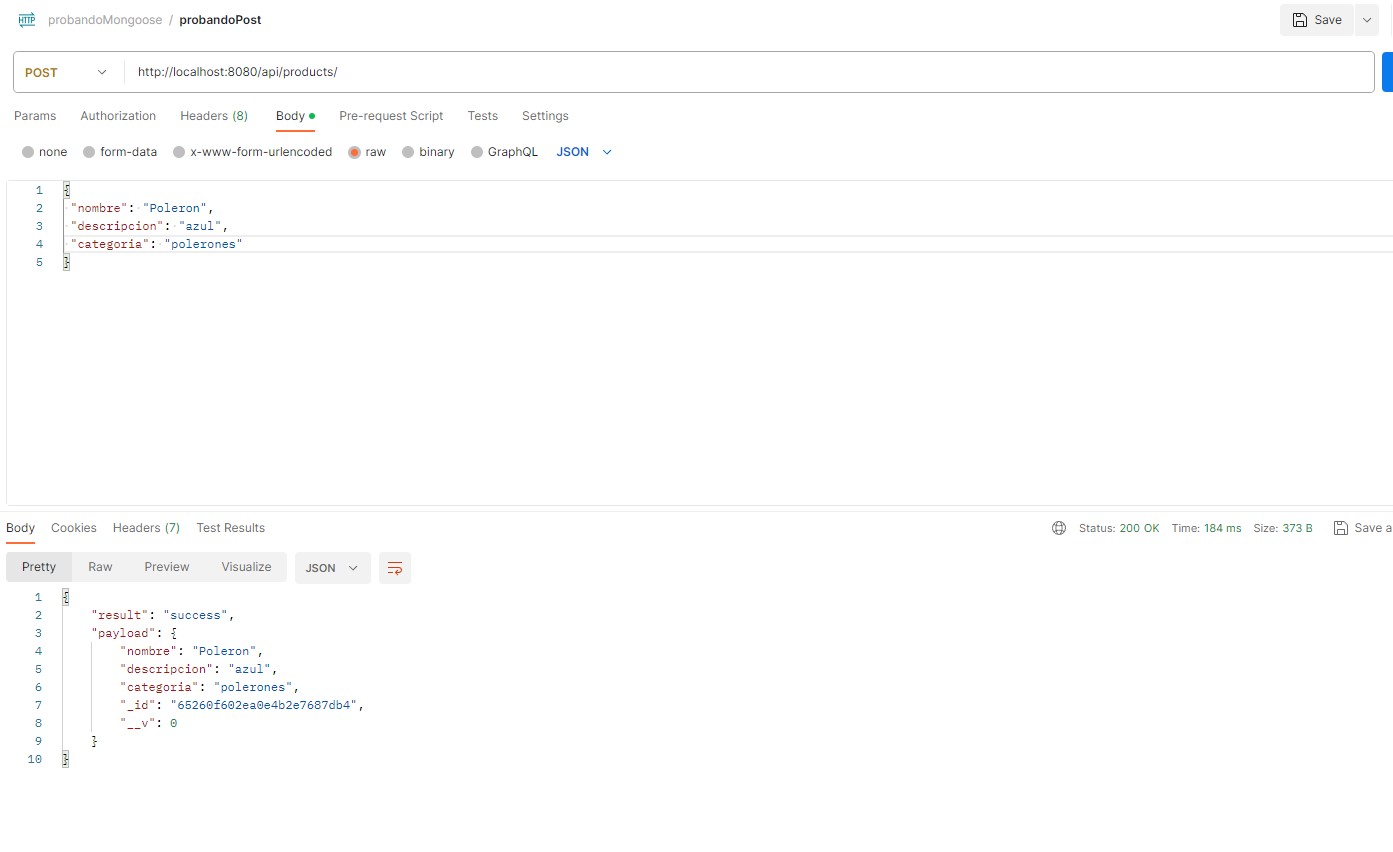 HTTP probandoMongoose / probandoPost Save
POST http://localhost:8080/api/products/
Params Authorization Headers (8) Body Pre-request Script Tests Settings
none form-data x-www-form-urlencoded raw binary GraphQL JSON
1 {
2 "nombre": "Poleron",
3 "descripcion": "azul",
4 "categoria": "polerones"
5 }
Body Cookies Headers (7) Test Results Status: 200 OK Time: 184 ms Size: 373 B Save a
Pretty Raw Preview Visualize JSON
1 {
2 "result": "success",
3 "payload": {
4 "nombre": "Poleron",
5 "descripcion": "azul",
6 "categoria": "polerones",
7 "_id": "65260f602ea0e4b2e7687db4",
8 "__v": 0
9 }
10 }